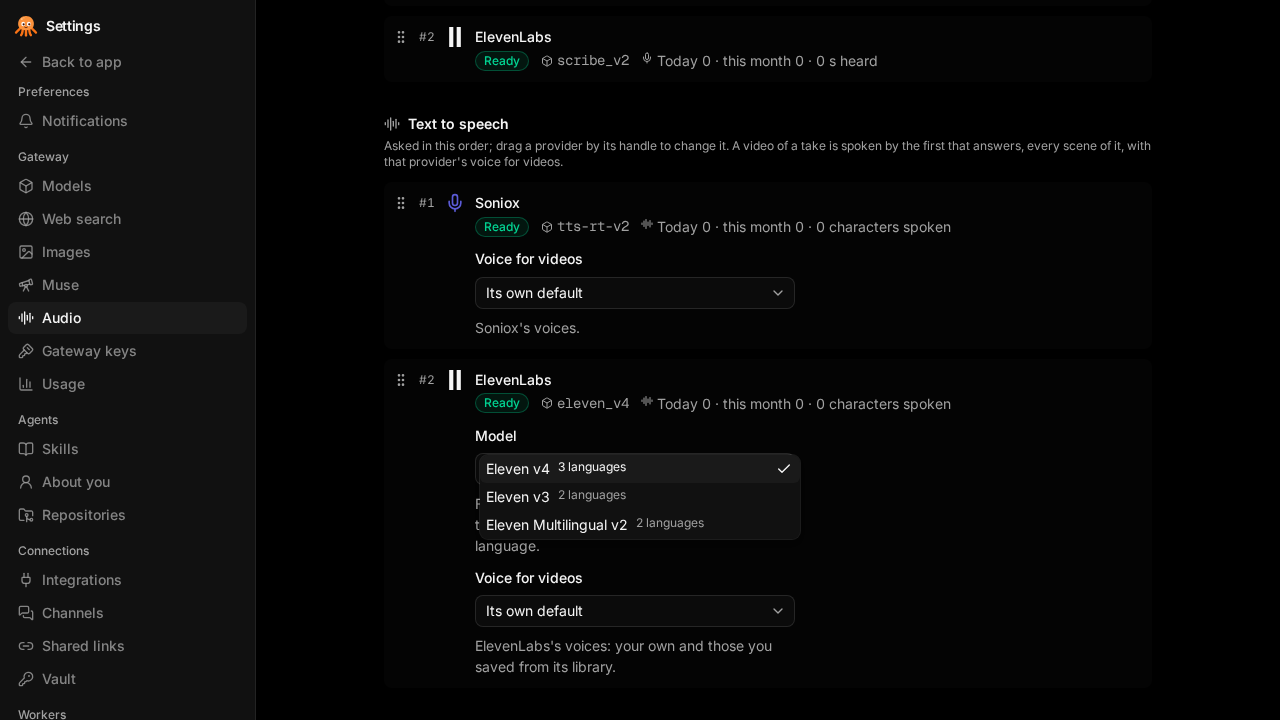 Settings
Back to app
Preferences
Notifications
Gateway
Models
Web search
Images
Muse
Audio
Gateway keys
Usage
Agents
Skills
About you
Repositories
Connections
Integrations
Channels
Shared links
Vault
Workers
#2 ElevenLabs
Ready scribe_v2 Today 0 · this month 0 · 0 s heard
Text to speech
Asked in this order; drag a provider by its handle to change it. A video of a take is spoken by the first that answers, every scene of it, with
that provider's voice for videos.
#1 Soniox
Ready tts-rt-v2 Today 0 · this month 0 · 0 characters spoken
Voice for videos
Its own default
Soniox's voices.
#2 ElevenLabs
Ready eleven_v4 Today 0 · this month 0 · 0 characters spoken
Model
Eleven v4 3 languages
Eleven v3 2 languages
Eleven Multilingual v2 2 languages
language.
Voice for videos
Its own default
ElevenLabs's voices: your own and those you
saved from its library.